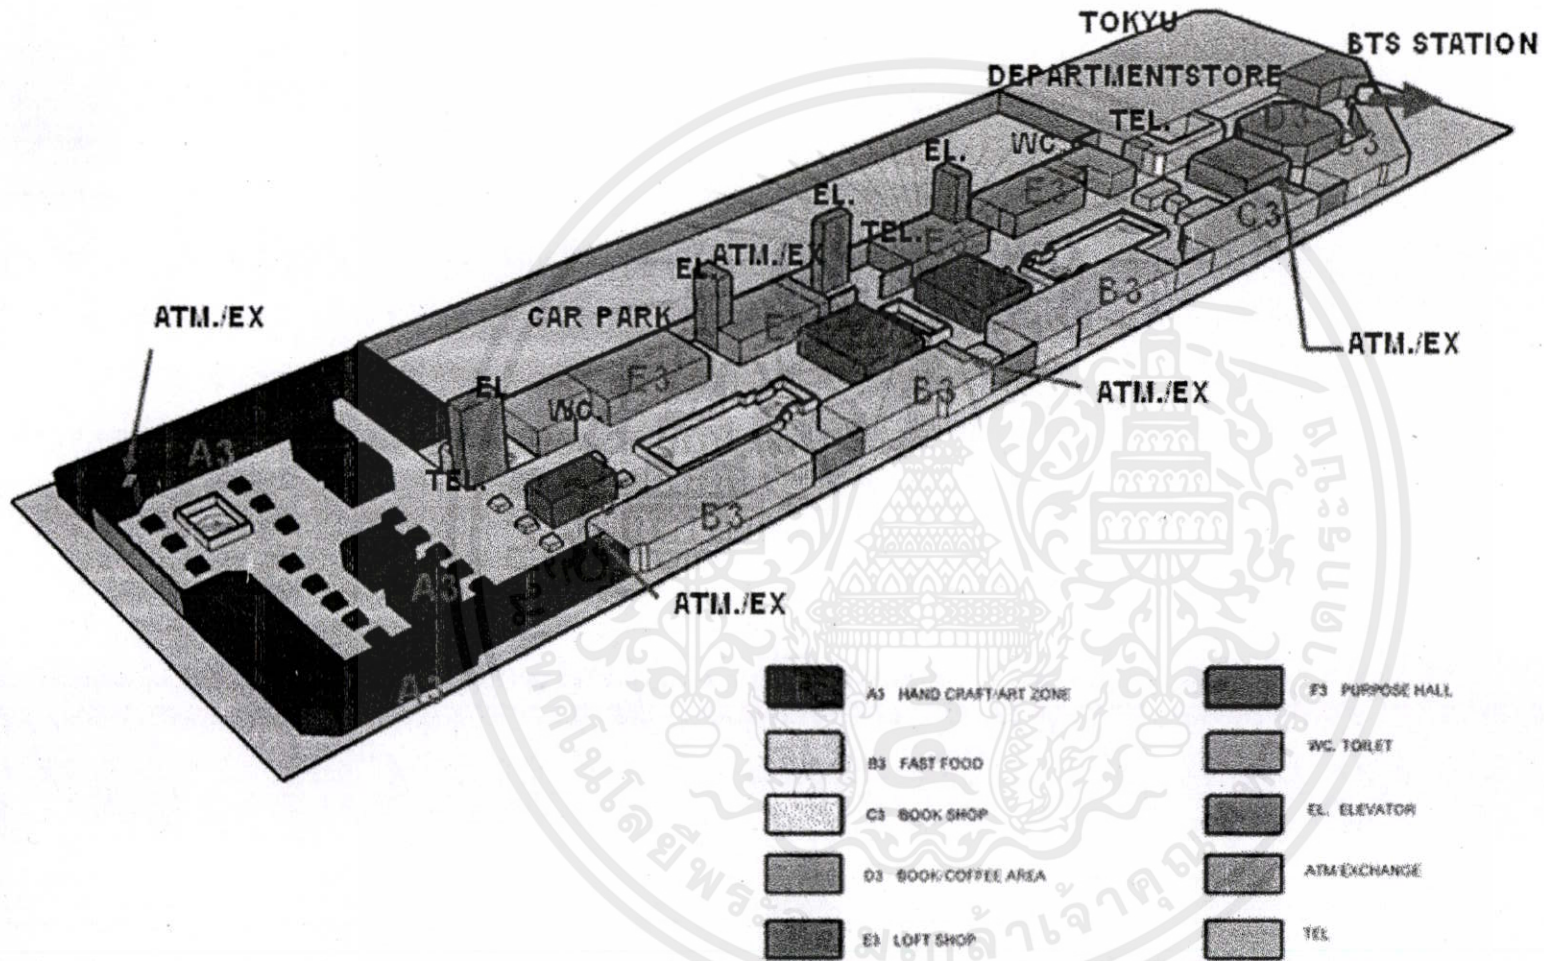 TOKYU
BTS STATION
DEPARTMENTSTORE
TEL.
D3
WC.
EL.
E3
C3
EL.
TEL.
E3
ATM./EX
EL.
B3
ATM./EX
CAR PARK
ATM./EX
E3
B3
ATM./EX
EL.
WC.
A3
TEL.
B3
A3
ATM./EX
A3
A3 HAND CRAFT/ART ZONE
B3 FAST FOOD
C3 BOOK SHOP
D3 BOOK/COFFEE AREA
E3 LOFT SHOP
F3 PURPOSE HALL
WC. TOILET
EL. ELEVATOR
ATM/EXCHANGE
TEL